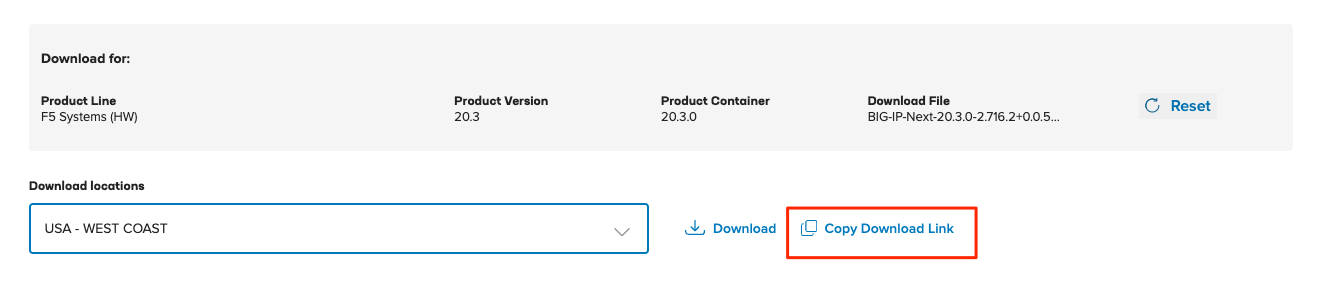 Download for:
Product Line
F5 Systems (HW)
Product Version
20.3
Product Container
20.3.0
Download File
BIG-IP-Next-20.3.0-2.716.2+0.0.5...
Reset
Download locations
USA - WEST COAST
Download
Copy Download Link